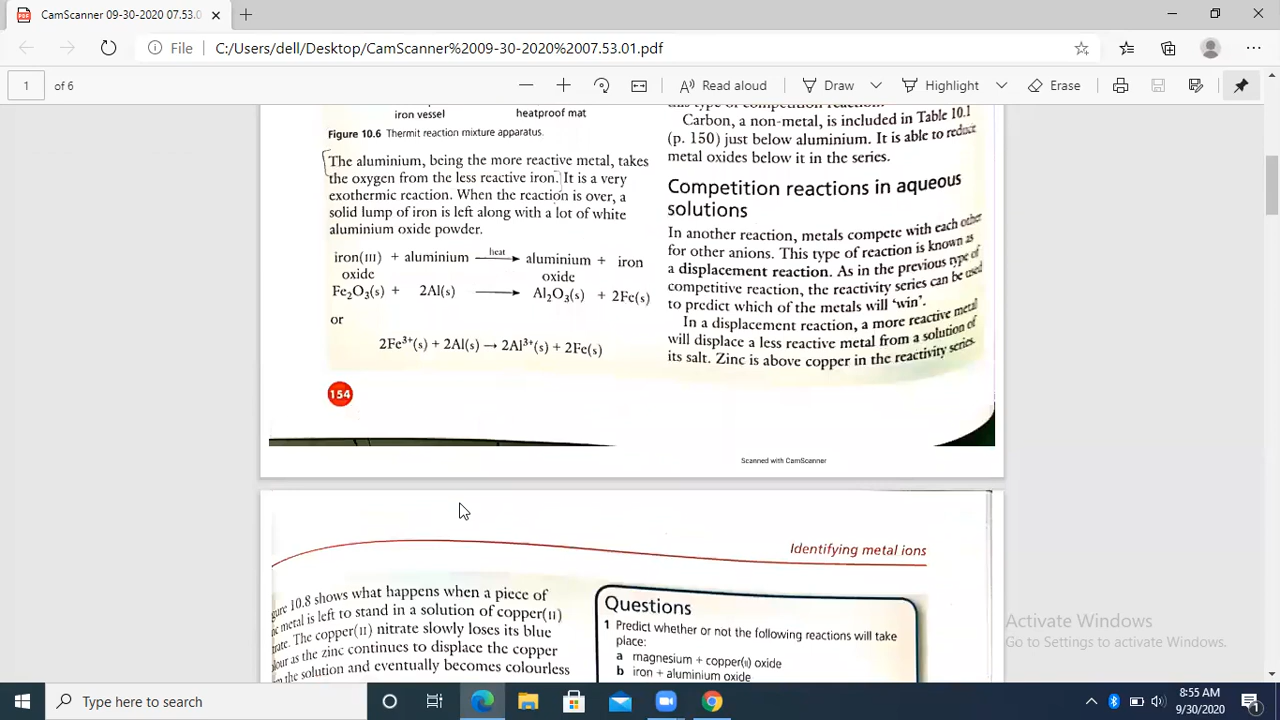 CamScanner 09-30-2020 07.53.0
File
C:/Users/dell/Desktop/CamScanner%2009-30-2020%2007.53.01.pdf
1
of 6
Read aloud
Draw
Highlight
Erase
iron vessel
heatproof mat
Figure 10.6 Thermit reaction mixture apparatus.
The aluminium, being the more reactive metal, takes
the oxygen from the less reactive iron. It is a very
exothermic reaction. When the reaction is over, a
solid lump of iron is left along with a lot of white
aluminium oxide powder.
iron(III) + aluminium heat → aluminium + iron
oxide oxide
Fe₂O₃(s) + 2Al(s) → Al₂O₃(s) + 2Fe(s)
or
2Fe³⁺(s) + 2Al(s) → 2Al³⁺(s) + 2Fe(s)
154
this type of competition reaction.
Carbon, a non-metal, is included in Table 10.1
(p. 150) just below aluminium. It is able to reduce
metal oxides below it in the series.
Competition reactions in aqueous
solutions
In another reaction, metals compete with each other
for other anions. This type of reaction is known as
a displacement reaction. As in the previous type of
competitive reaction, the reactivity series can be used
to predict which of the metals will ‘win’.
In a displacement reaction, a more reactive metal
will displace a less reactive metal from a solution of
its salt. Zinc is above copper in the reactivity series.
Scanned with CamScanner
Identifying metal ions
10.8 shows what happens when a piece of
metal is left to stand in a solution of copper(II)
The copper(II) nitrate slowly loses its blue
as the zinc continues to displace the copper
the solution and eventually becomes colourless
Questions
1 Predict whether or not the following reactions will take
place:
a magnesium + copper(II) oxide
b iron + aluminium oxide
Activate Windows
Go to Settings to activate Windows.
Type here to search
8:55 AM
9/30/2020
1